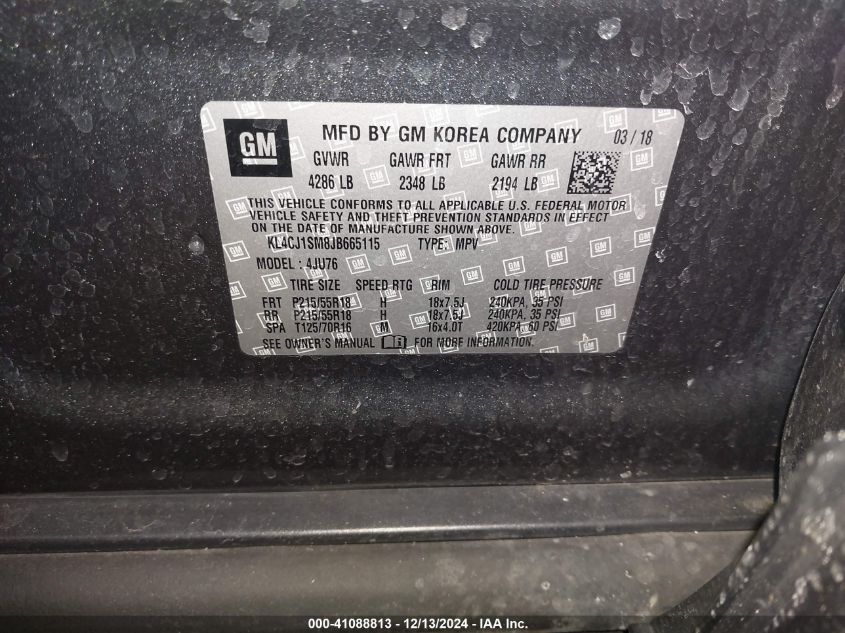 GM MFD BY GM KOREA COMPANY 03 / 18
GVWR GAWR FRT GAWR RR
4286 LB 2348 LB 2194 LB
THIS VEHICLE CONFORMS TO ALL APPLICABLE U.S. FEDERAL MOTOR
VEHICLE SAFETY AND THEFT PREVENTION STANDARDS IN EFFECT
ON THE DATE OF MANUFACTURE SHOWN ABOVE.
KL4CJ1SM8JB665115 TYPE: MPV
MODEL : 4JU76
TIRE SIZE SPEED RTG RIM COLD TIRE PRESSURE
FRT P215/55R18 H 18x7.5J 240KPA, 35 PSI
RR P215/55R18 H 18x7.5J 240KPA, 35 PSI
SPA T125/70R16 M 16x4.0T 420KPA, 60 PSI
SEE OWNER'S MANUAL FOR MORE INFORMATION.
000-41088813 - 12/13/2024 - IAA Inc.